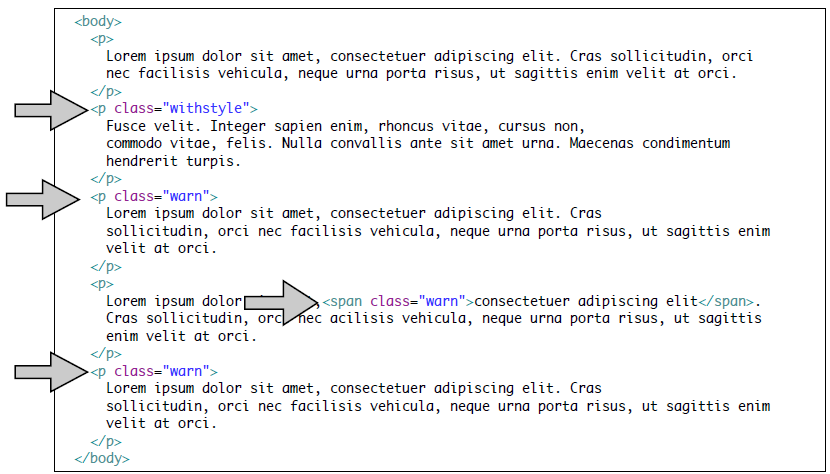 <body>
<p>
Lorem ipsum dolor sit amet, consectetuer adipiscing elit. Cras sollicitudin, orci
nec facilisis vehicula, neque urna porta risus, ut sagittis enim velit at orci.
</p>
<p class="withstyle">
Fusce velit. Integer sapien enim, rhoncus vitae, cursus non,
commodo vitae, felis. Nulla convallis ante sit amet urna. Maecenas condimentum
hendrerit turpis.
</p>
<p class="warn">
Lorem ipsum dolor sit amet, consectetuer adipiscing elit. Cras
sollicitudin, orci nec facilisis vehicula, neque urna porta risus, ut sagittis enim
velit at orci.
</p>
<p>
Lorem ipsum dolor ,<span class="warn">consectetuer adipiscing elit</span>.
Cras sollicitudin, orci nec acilisis vehicula, neque urna porta risus, ut sagittis
enim velit at orci.
</p>
<p class="warn">
Lorem ipsum dolor sit amet, consectetuer adipiscing elit. Cras
sollicitudin, orci nec facilisis vehicula, neque urna porta risus, ut sagittis enim
velit at orci.
</p>
</body>